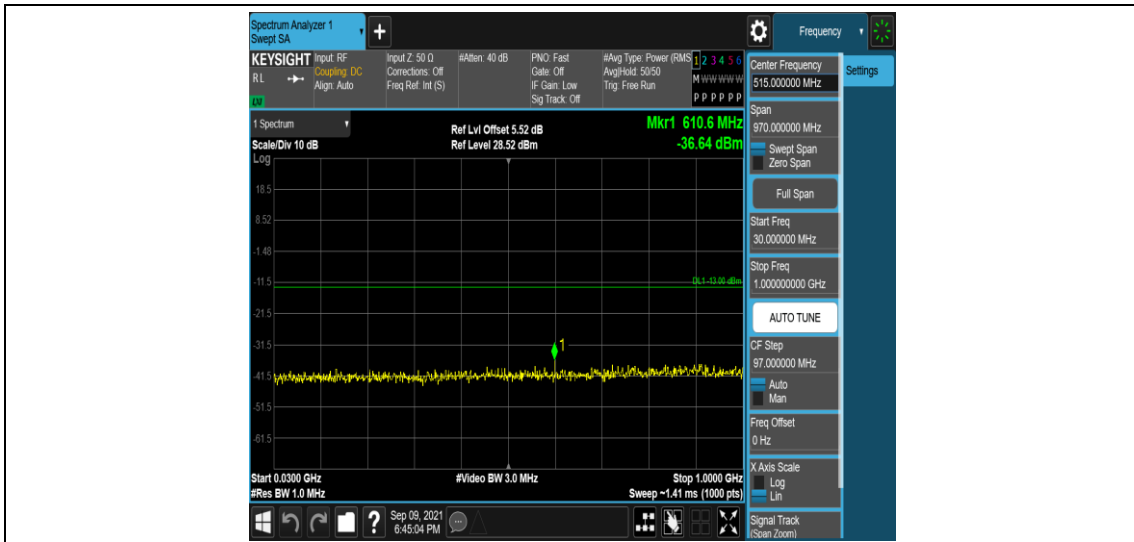 Spectrum Analyzer 1
Swept SA
Frequency
KEYSIGHT
RL
LXI
Input: RF
Coupling: DC
Align: Auto
Input Z: 50 Ω
Corrections: Off
Freq Ref: Int (S)
#Atten: 40 dB
PNO: Fast
Gate: Off
IF Gain: Low
Sig Track: Off
#Avg Type: Power (RMS
Avg|Hold: 50/50
Trig: Free Run
1 2 3 4 5 6
M W W W W W
P P P P P P
1 Spectrum
Scale/Div 10 dB
Log
Ref Lvl Offset 5.52 dB
Ref Level 28.52 dBm
Mkr1 610.6 MHz
-36.64 dBm
18.5
8.52
-1.48
-11.5
DL1 -13.00 dBm
-21.5
-31.5
1
-41.5
-51.5
-61.5
Start 0.0300 GHz
#Res BW 1.0 MHz
#Video BW 3.0 MHz
Stop 1.0000 GHz
Sweep ~1.41 ms (1000 pts)
Sep 09, 2021
6:45:04 PM
Center Frequency
515.000000 MHz
Settings
Span
970.000000 MHz
Swept Span
Zero Span
Full Span
Start Freq
30.000000 MHz
Stop Freq
1.000000000 GHz
AUTO TUNE
CF Step
97.000000 MHz
Auto
Man
Freq Offset
0 Hz
X Axis Scale
Log
Lin
Signal Track
(Span Zoom)